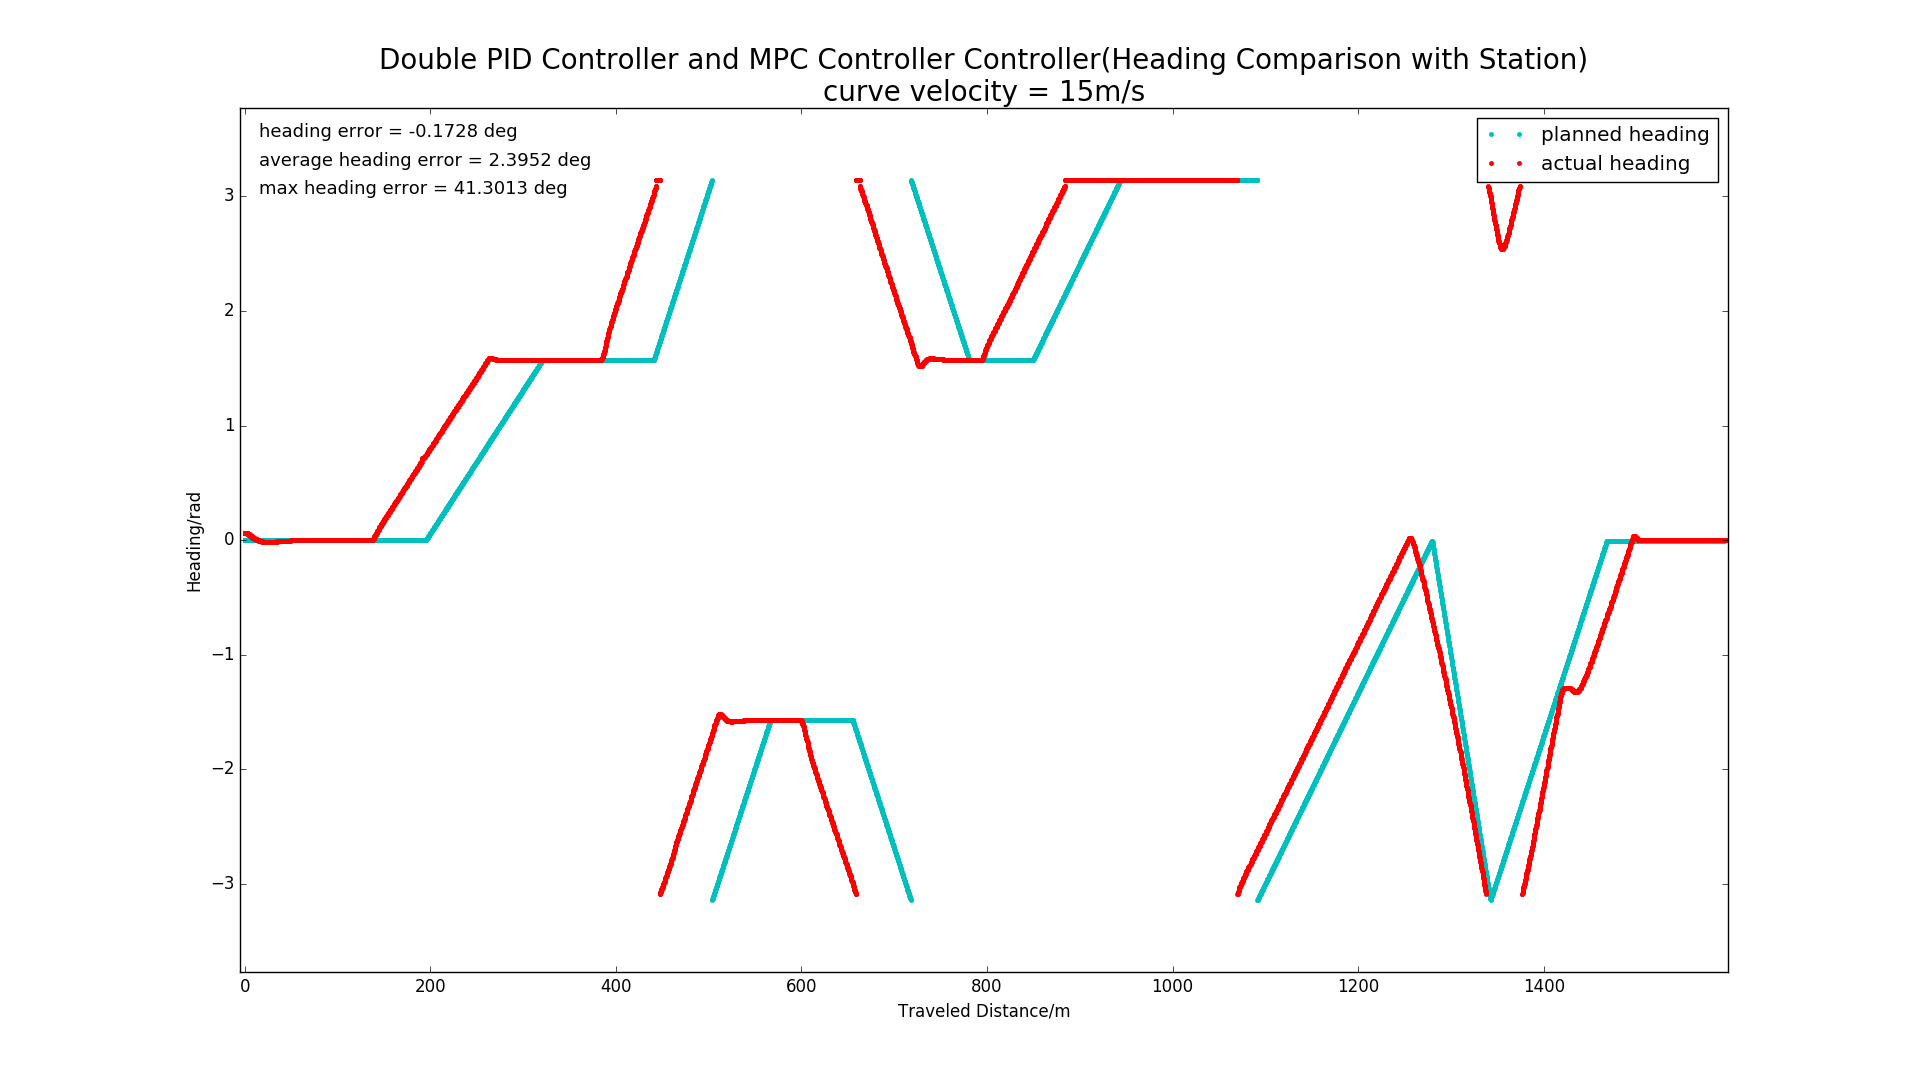 Double PID Controller and MPC Controller Controller(Heading Comparison with Station)
curve velocity = 15m/s
heading error = -0.1728 deg
average heading error = 2.3952 deg
max heading error = 41.3013 deg
planned heading
actual heading
3
2
1
0
−1
−2
−3
Heading/rad
0 200 400 600 800 1000 1200 1400
Traveled Distance/m